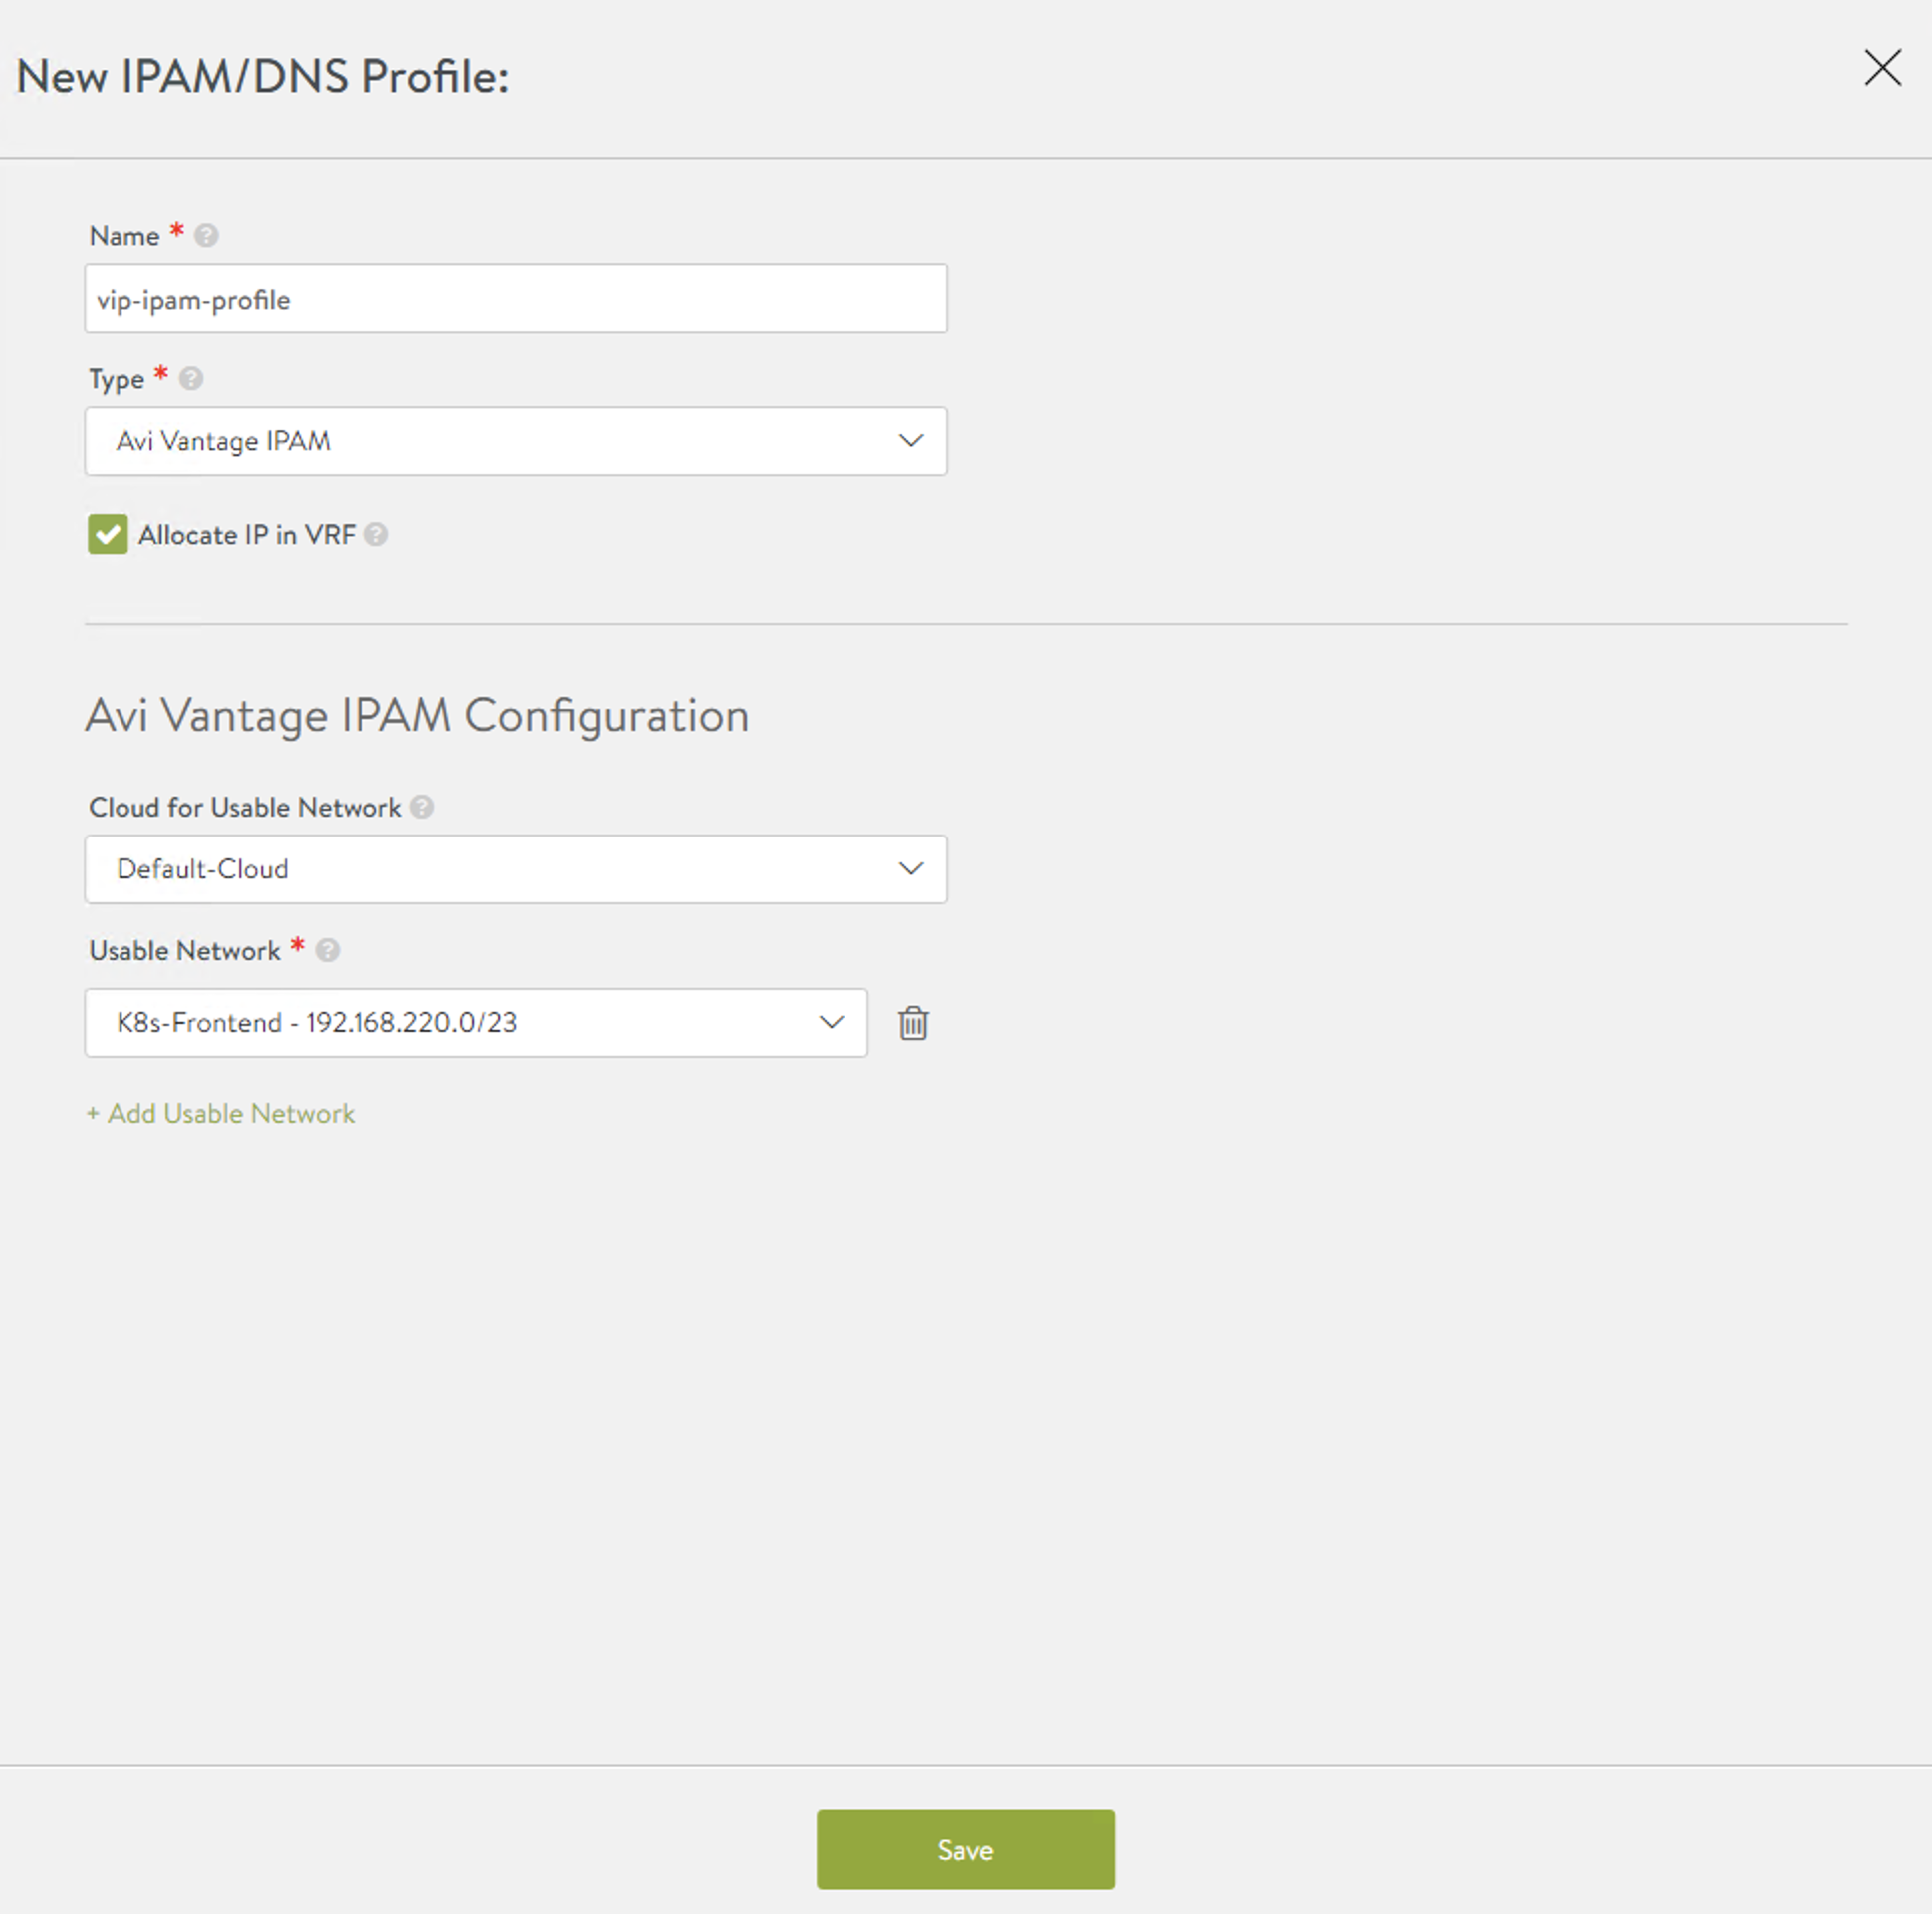 New IPAM/DNS Profile:
Name * ?
vip-ipam-profile
Type * ?
Avi Vantage IPAM
Allocate IP in VRF ?
Avi Vantage IPAM Configuration
Cloud for Usable Network ?
Default-Cloud
Usable Network * ?
K8s-Frontend - 192.168.220.0/23
+ Add Usable Network
Save